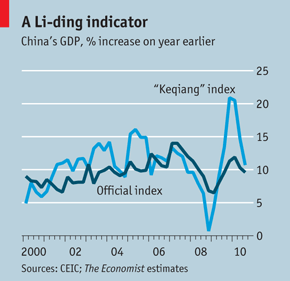 A Li-ding indicator
China's GDP, % increase on year earlier
25
"Keqiang" index
20
15
10
Official index
5
0
2000 02 04 06 08 10
Sources: CEIC; The Economist estimates